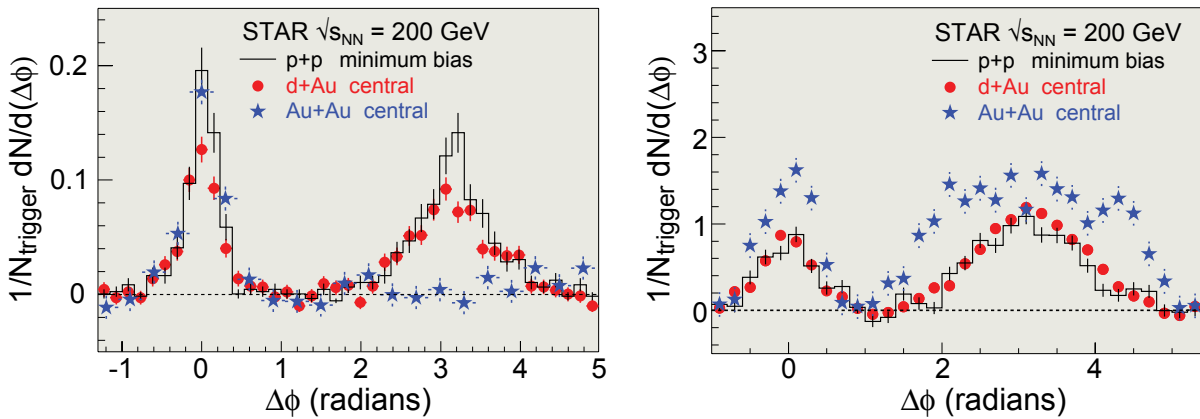 STAR √sNN = 200 GeV
p+p minimum bias
d+Au central
Au+Au central
1/Ntrigger dN/d(Δϕ)
0.2
0.1
0
-1 0 1 2 3 4 5
Δϕ (radians)
STAR √sNN = 200 GeV
p+p minimum bias
d+Au central
Au+Au central
1/Ntrigger dN/d(Δϕ)
3
2
1
0
0 2 4
Δϕ (radians)